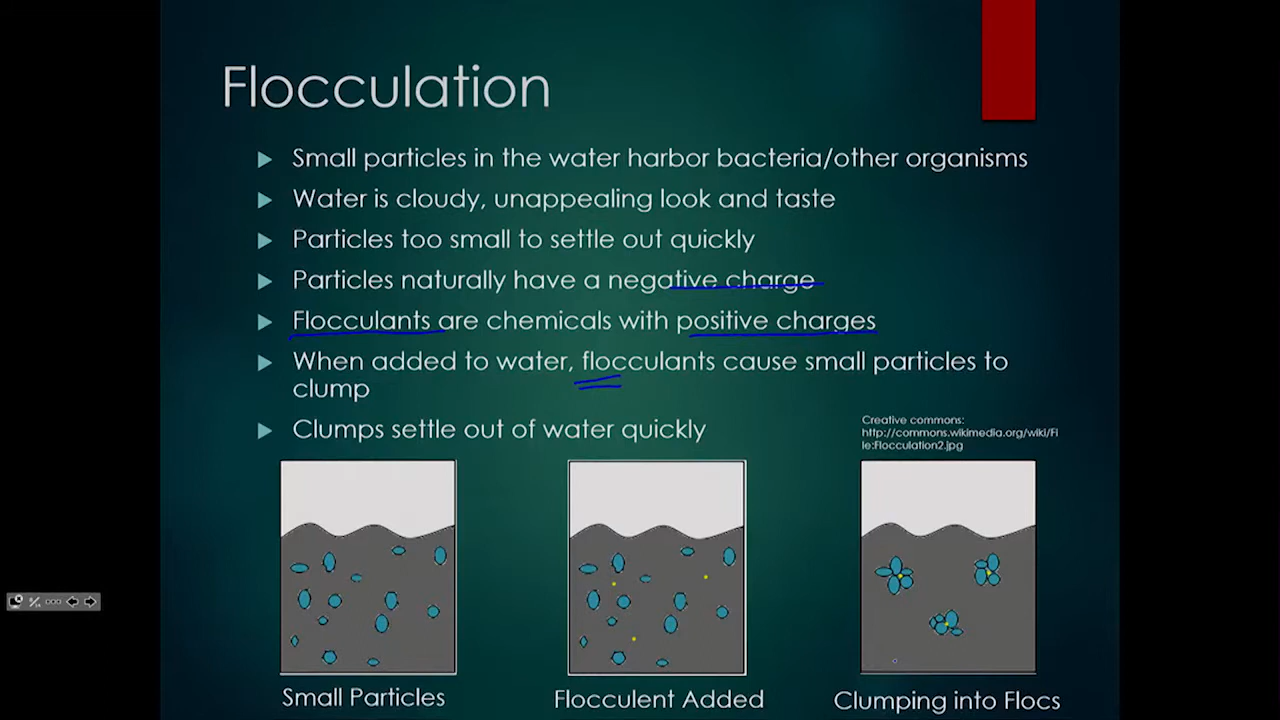 Flocculation
Small particles in the water harbor bacteria/other organisms
Water is cloudy, unappealing look and taste
Particles too small to settle out quickly
Particles naturally have a negative charge
Flocculants are chemicals with positive charges
When added to water, flocculants cause small particles to
clump
Clumps settle out of water quickly
Creative commons:
http://commons.wikimedia.org/wiki/Fi
le:Flocculation2.jpg
Small Particles
Flocculent Added
Clumping into Flocs